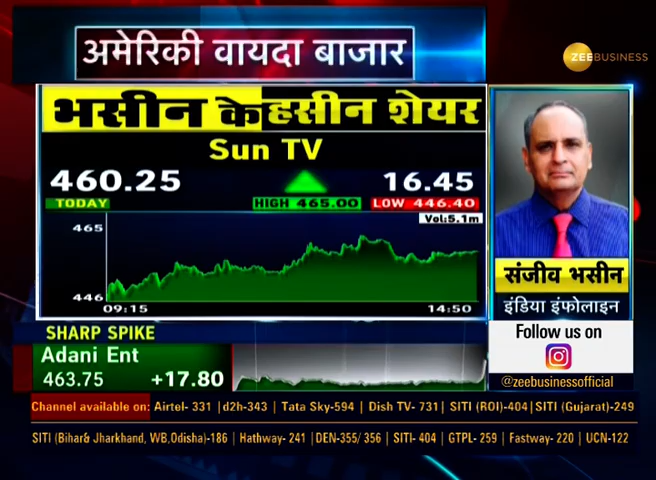 अमेरिकी वायदा बाजार
ZEEBUSINESS
भसीन के हसीन शेयर
Sun TV
460.25 16.45
TODAY HIGH 465.00 LOW 446.40
Vol:5.1m
465
446
09:15 14:50
संजीव भसीन
इंडिया इंफोलाइन
SHARP SPIKE
Adani Ent
463.75 +17.80
Follow us on
@zeebusinessofficial
Channel available on: Airtel- 331 |d2h-343 | Tata Sky-594 | Dish TV- 731| SITI (ROI)-404|SITI (Gujarat)-249
SITI (Bihar& Jharkhand, WB,Odisha)-186 | Hathway- 241 |DEN-355/ 356 | SITI- 404 | GTPL- 259 | Fastway- 220 | UCN-122